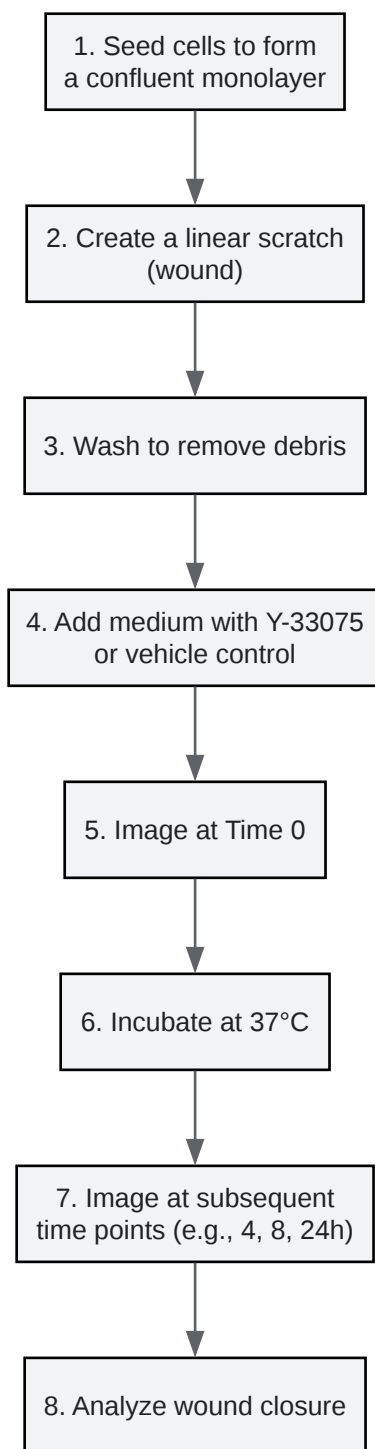 1. Seed cells to form
a confluent monolayer
2. Create a linear scratch
(wound)
3. Wash to remove debris
4. Add medium with Y-33075
or vehicle control
5. Image at Time 0
6. Incubate at 37°C
7. Image at subsequent
time points (e.g., 4, 8, 24h)
8. Analyze wound closure